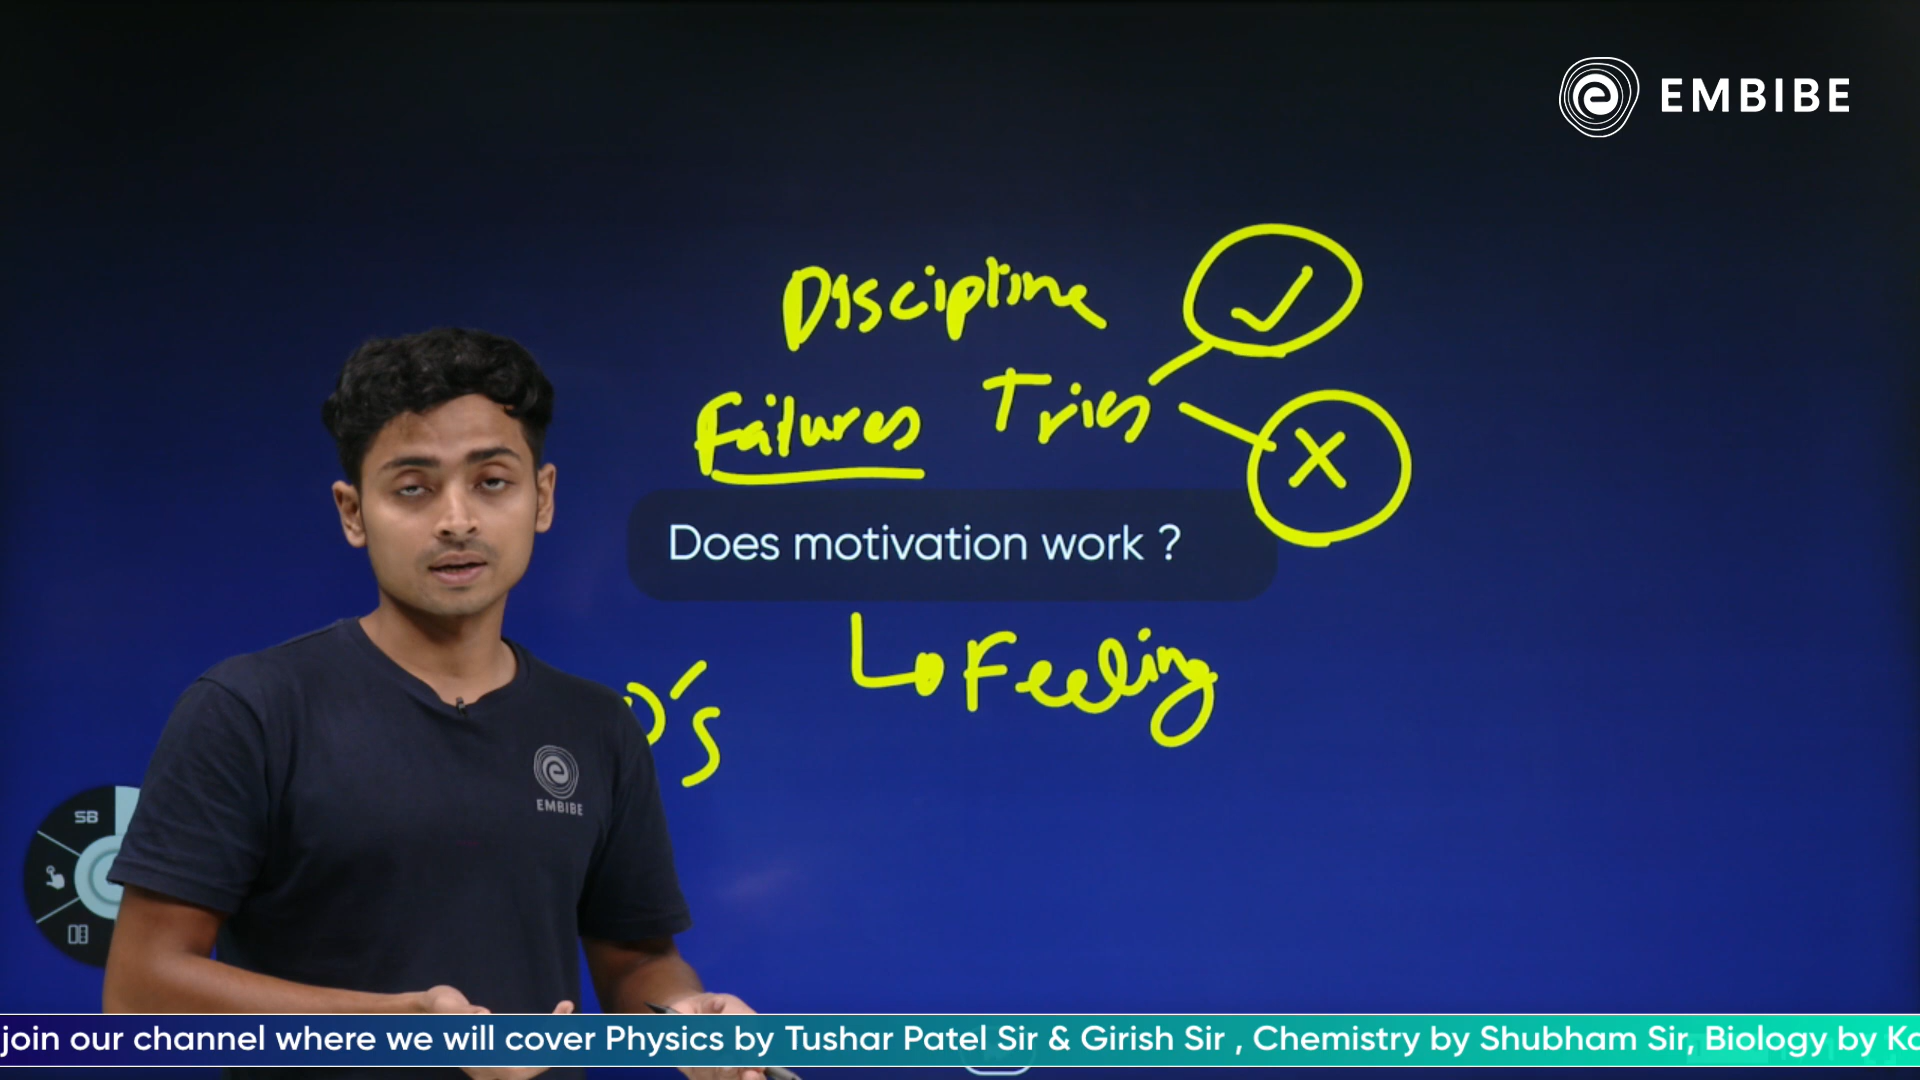 EMBIBE
Discipline
Failures Tries
Does motivation work ?
Feeling
EMBIBE
SB
join our channel where we will cover Physics by Tushar Patel Sir & Girish Sir , Chemistry by Shubham Sir, Biology by